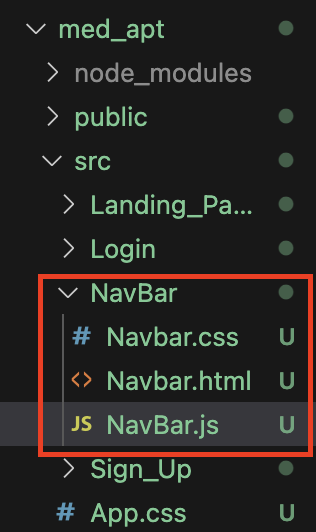 med_apt
node_modules
public
src
Landing_Pa...
Login
NavBar
# Navbar.css U
<> Navbar.html U
JS NavBar.js U
Sign_Up
# App.css